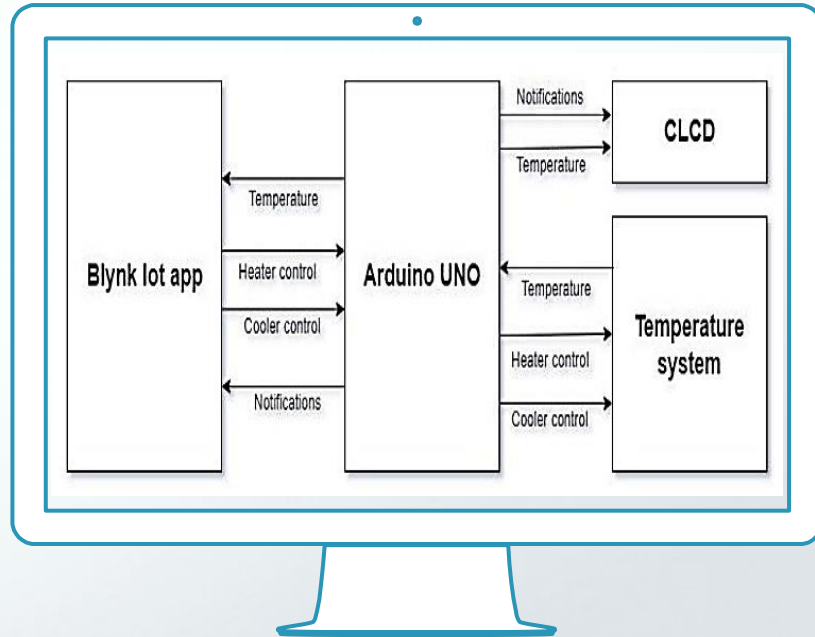 Blynk Iot app
Temperature
Heater control
Cooler control
Notifications
Arduino UNO
Notifications
Temperature
CLCD
Temperature
Heater control
Cooler control
Temperature
system